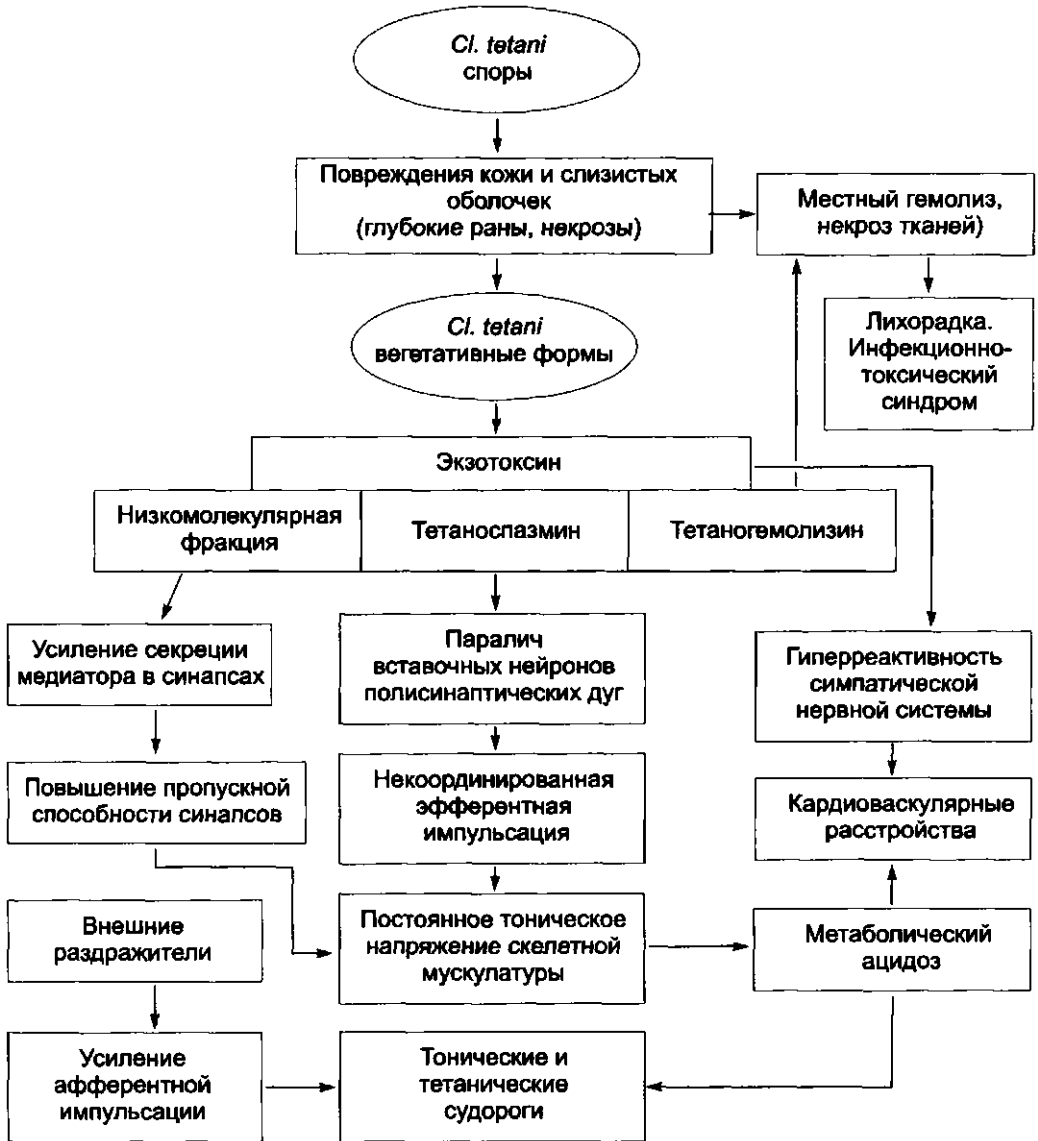 Cl. tetani
споры
Повреждения кожи и слизистых
оболочек
(глубокие раны, некрозы)
Местный гемолиз,
некроз тканей)
Cl. tetani
вегетативные формы
Лихорадка.
Инфекционно-
токсический
синдром
Экзотоксин
Низкомолекулярная
фракция
Тетаноспазмин
Тетаногемолизин
Усиление секреции
медиатора в синапсах
Паралич
вставочных нейронов
полисинаптических дуг
Гиперреактивность
симпатической
нервной системы
Повышение пропускной
способности синапсов
Некоординированная
эфферентная
импульсация
Кардиоваскулярные
расстройства
Внешние
раздражители
Постоянное тоническое
напряжение скелетной
мускулатуры
Метаболический
ацидоз
Усиление
афферентной
импульсации
Тонические и
тетанические
судороги